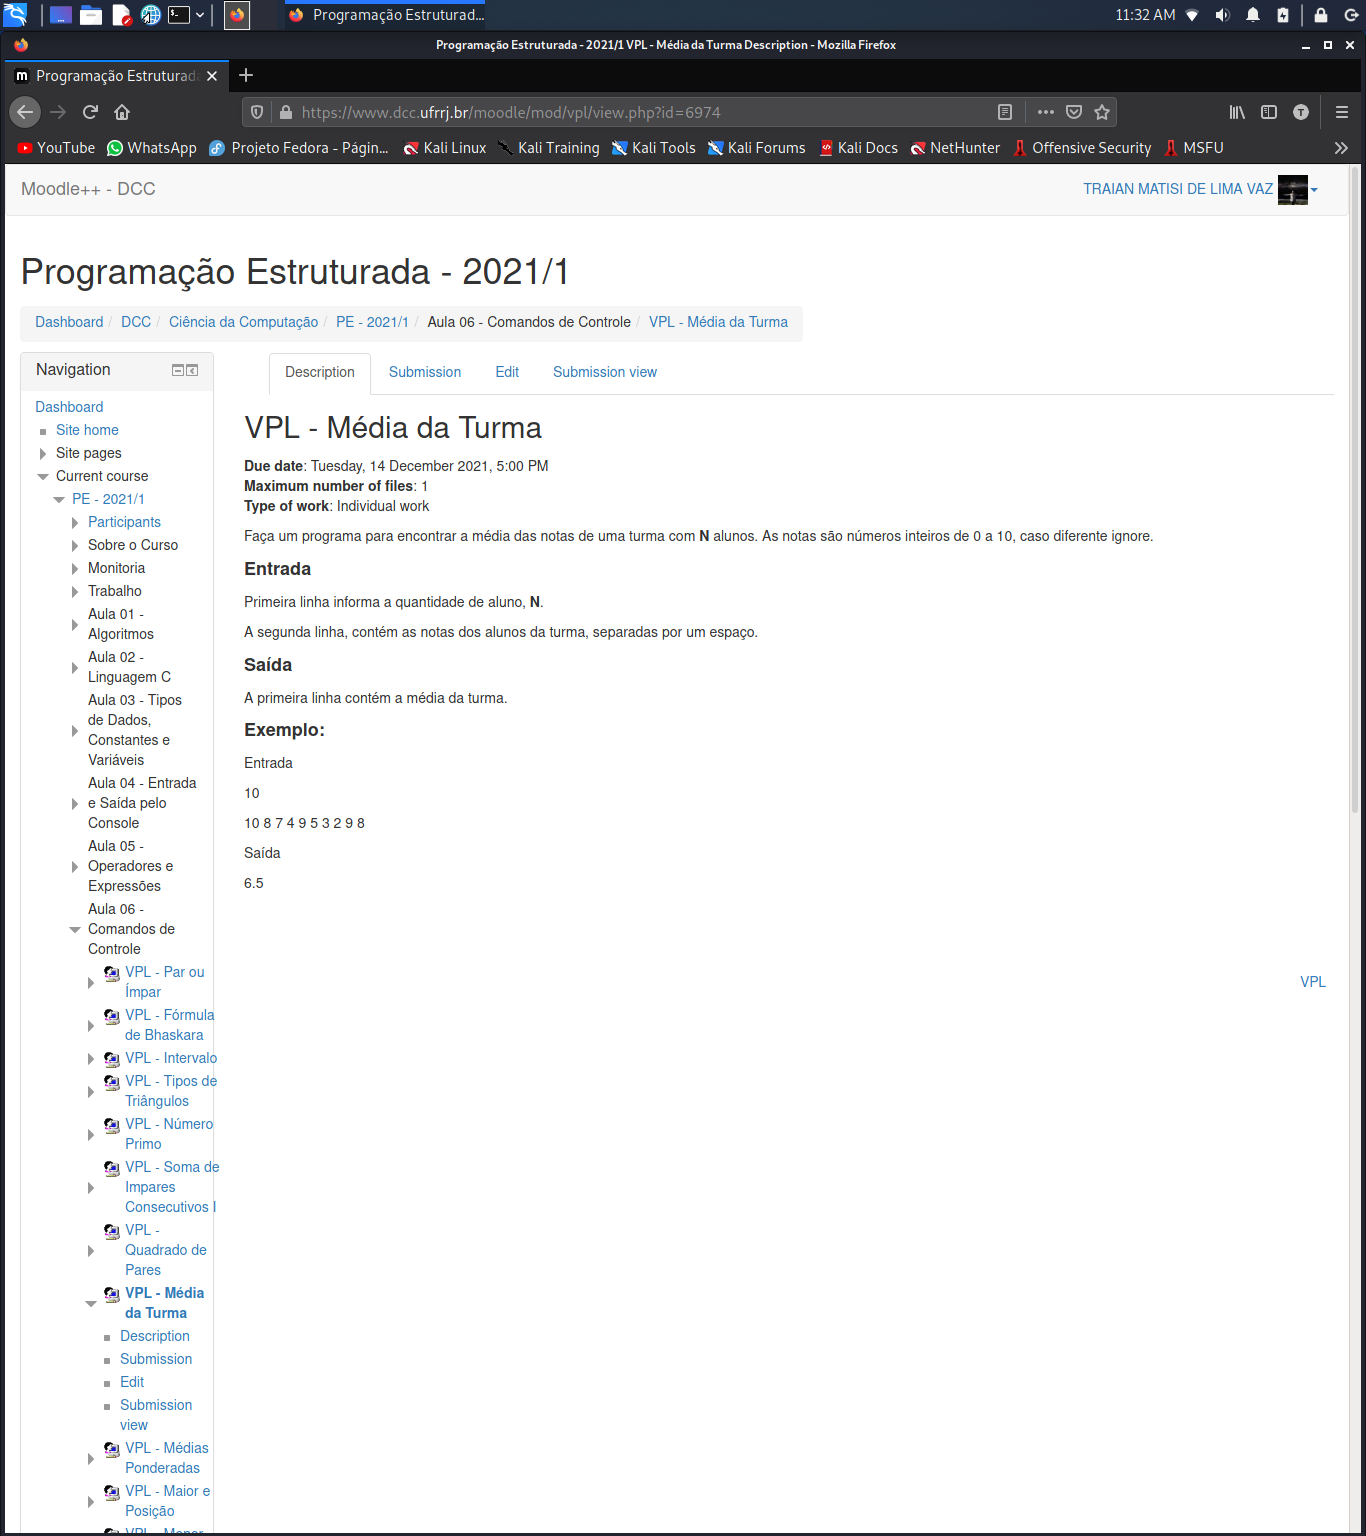 Programação Estruturad...
11:32 AM
Programação Estruturada - 2021/1 VPL - Média da Turma Description - Mozilla Firefox
Programação Estruturada
https://www.dcc.ufrrj.br/moodle/mod/vpl/view.php?id=6974
T
YouTube
WhatsApp
Projeto Fedora - Págin...
Kali Linux
Kali Training
Kali Tools
Kali Forums
Kali Docs
NetHunter
Offensive Security
MSFU
Moodle++ - DCC
TRAIAN MATISI DE LIMA VAZ
Programação Estruturada - 2021/1
Dashboard / DCC / Ciência da Computação / PE - 2021/1 / Aula 06 - Comandos de Controle / VPL - Média da Turma
Navigation
Dashboard
Site home
Site pages
Current course
PE - 2021/1
Participants
Sobre o Curso
Monitoria
Trabalho
Aula 01 -
Algoritmos
Aula 02 -
Linguagem C
Aula 03 - Tipos
de Dados,
Constantes e
Variáveis
Aula 04 - Entrada
e Saída pelo
Console
Aula 05 -
Operadores e
Expressões
Aula 06 -
Comandos de
Controle
VPL - Par ou
Ímpar
VPL - Fórmula
de Bhaskara
VPL - Intervalo
VPL - Tipos de
Triângulos
VPL - Número
Primo
VPL - Soma de
Impares
Consecutivos I
VPL -
Quadrado de
Pares
VPL - Média
da Turma
Description
Submission
Edit
Submission
view
VPL - Médias
Ponderadas
VPL - Maior e
Posição
VPL - Menor
Description
Submission
Edit
Submission view
VPL - Média da Turma
Due date: Tuesday, 14 December 2021, 5:00 PM
Maximum number of files: 1
Type of work: Individual work
Faça um programa para encontrar a média das notas de uma turma com N alunos. As notas são números inteiros de 0 a 10, caso diferente ignore.
Entrada
Primeira linha informa a quantidade de aluno, N.
A segunda linha, contém as notas dos alunos da turma, separadas por um espaço.
Saída
A primeira linha contém a média da turma.
Exemplo:
Entrada
10
10 8 7 4 9 5 3 2 9 8
Saída
6.5
VPL